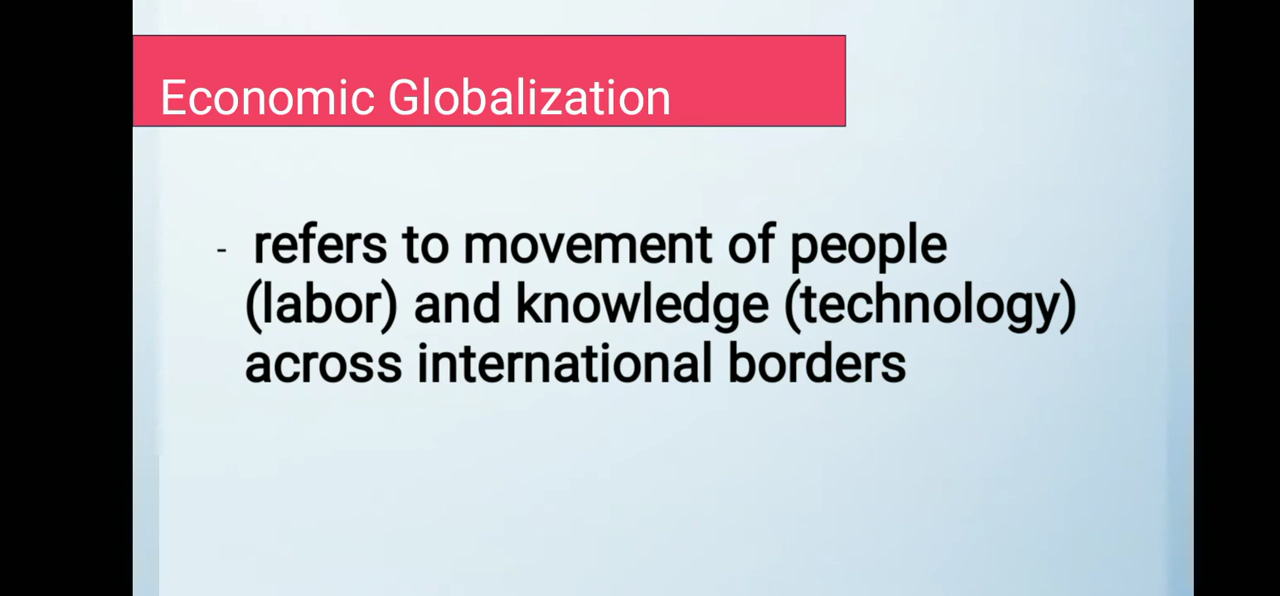 Economic Globalization
- refers to movement of people
(labor) and knowledge (technology)
across international borders